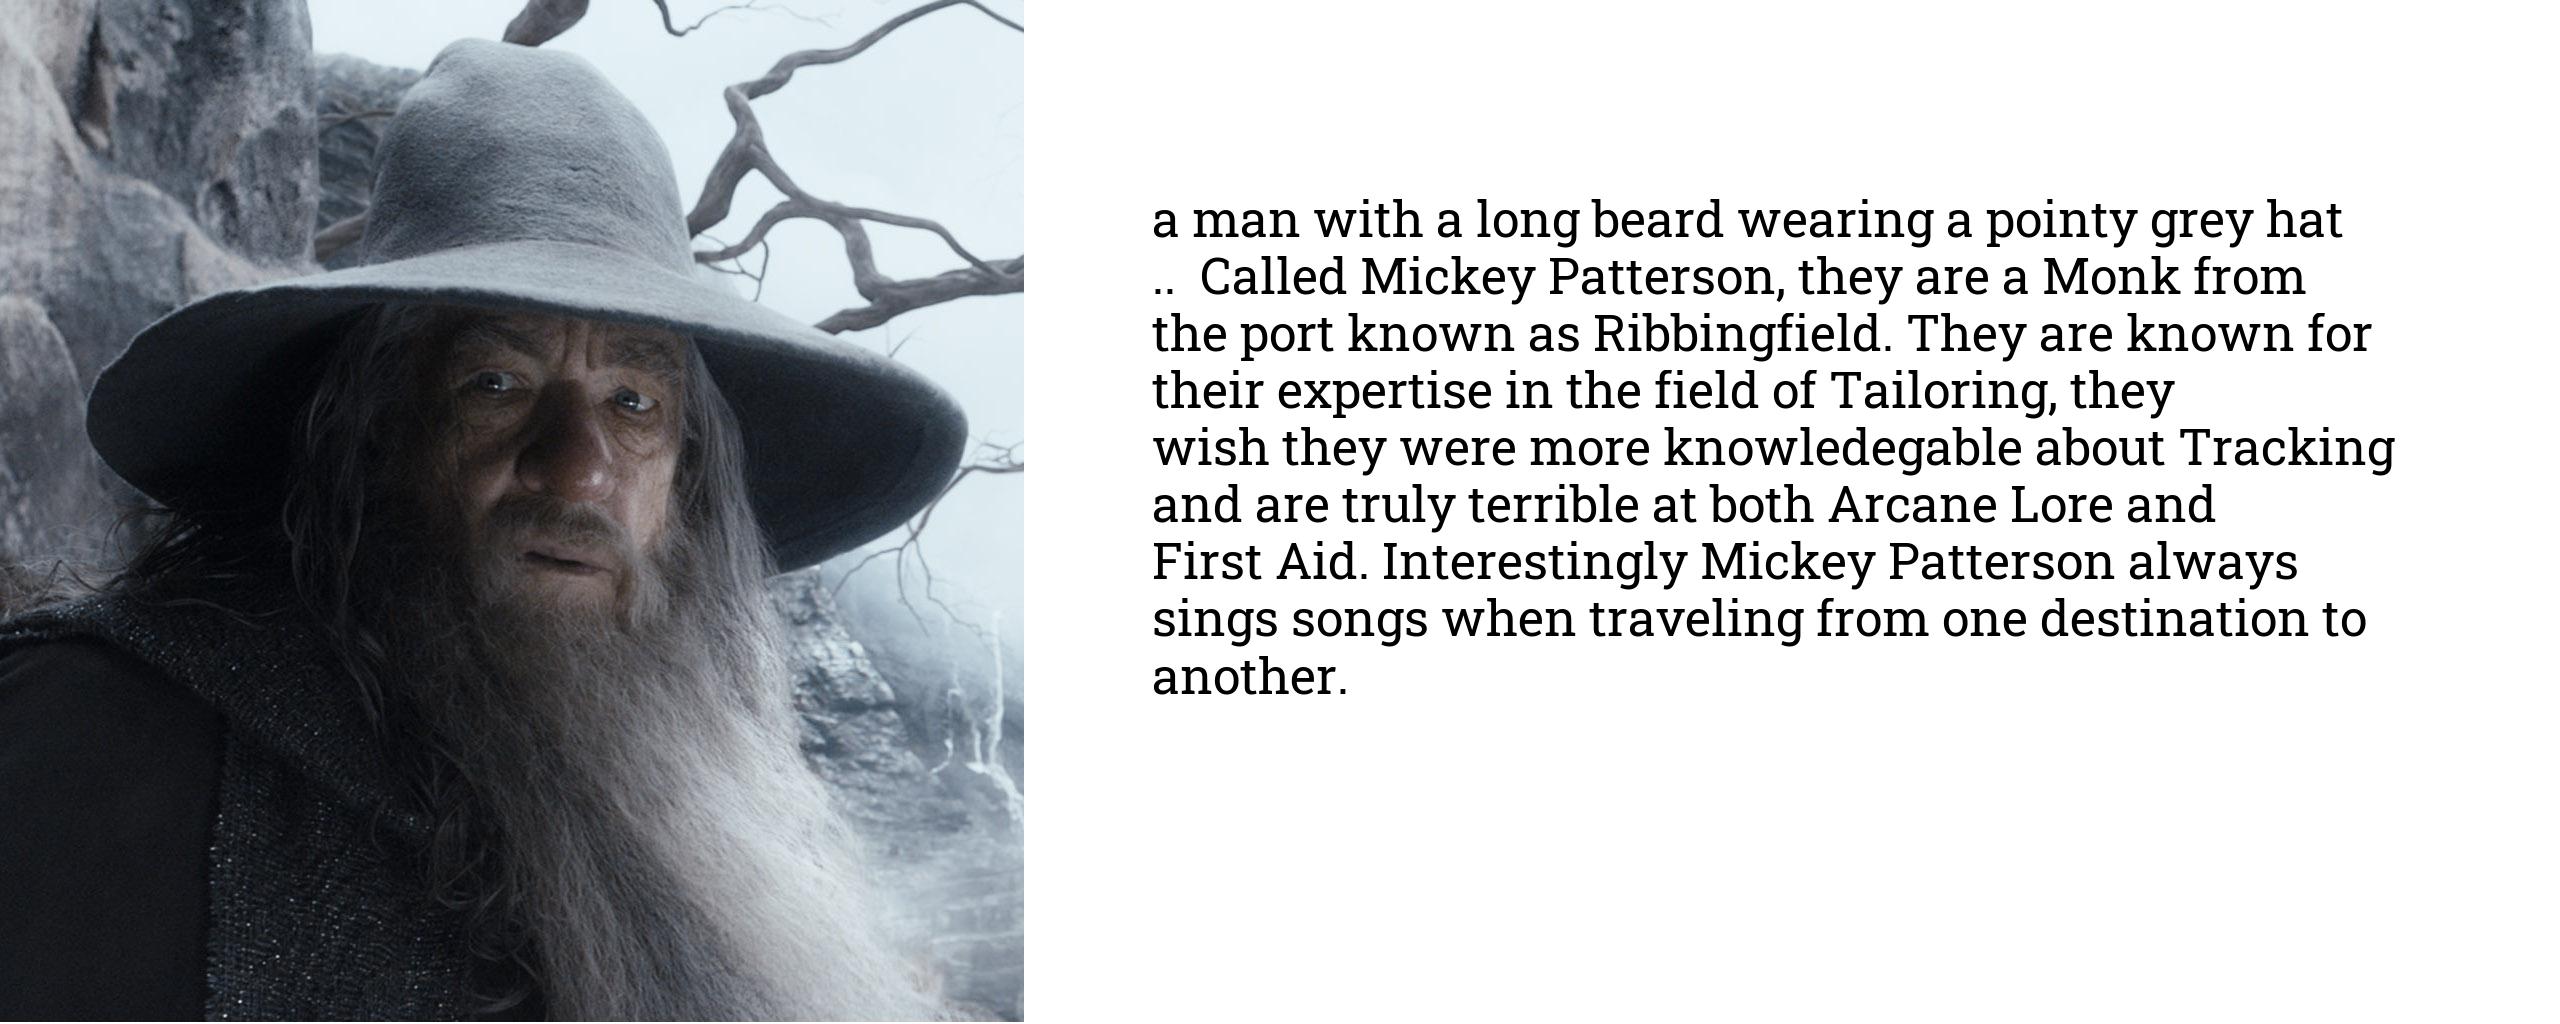 a man with a long beard wearing a pointy grey hat
.. Called Mickey Patterson, they are a Monk from
the port known as Ribbingfield. They are known for
their expertise in the field of Tailoring, they
wish they were more knowledegable about Tracking
and are truly terrible at both Arcane Lore and
First Aid. Interestingly Mickey Patterson always
sings songs when traveling from one destination to
another.